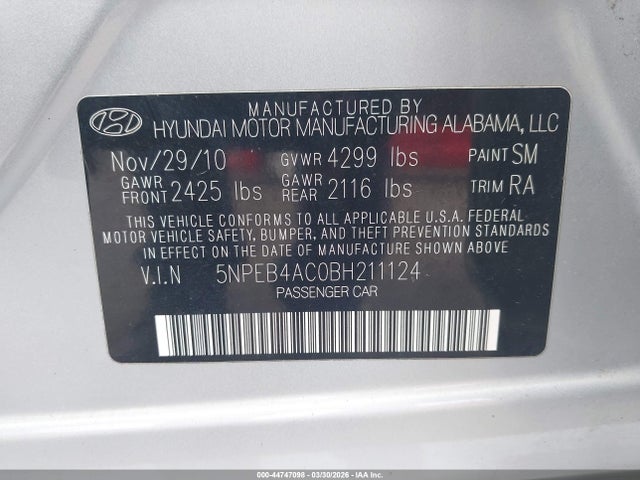 MANUFACTURED BY
HYUNDAI MOTOR MANUFACTURING ALABAMA, LLC
Nov/29/10 GVWR 4299 lbs PAINT SM
GAWR FRONT 2425 lbs GAWR REAR 2116 lbs TRIM RA
THIS VEHICLE CONFORMS TO ALL APPLICABLE U.S.A. FEDERAL
MOTOR VEHICLE SAFETY, BUMPER, AND THEFT PREVENTION
STANDARDS IN EFFECT ON THE DATE OF MANUFACTURE SHOWN ABOVE.
V.I.N 5NPEB4AC0BH211124
PASSENGER CAR
000-44747098 - 03/30/2026 - IAAI, Inc.